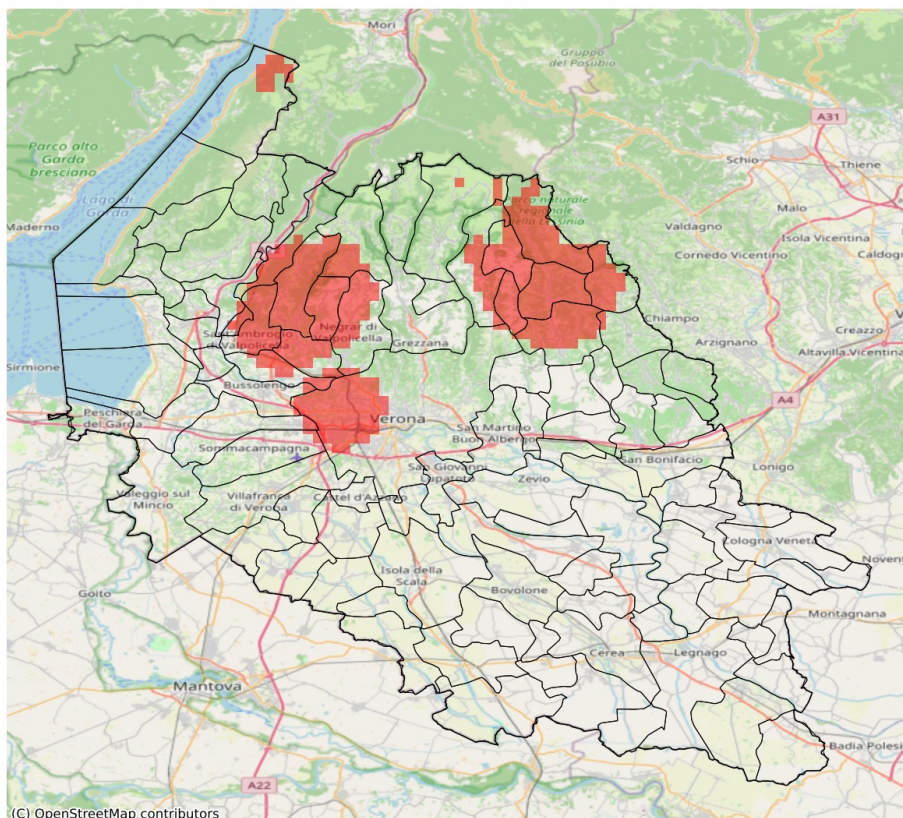 Mori
Gruppo
del Pasubio
A31
Parco alto
Garda
bresciano
Schio
Thiene
Lago di
Garda
Malo
Maderno
Valdagno
Isola Vicentina
Cornedo Vicentino
Caldogn
Chiampo
Sant'Ambrogio
di Valpolicella
Negrar di
Valpolicella
Grezzana
Creazzo
Arzignano
Altavilla Vicentina
Sirmione
Bussolengo
A4
Peschiera
del Garda
Verona
San Martino
Buon Albergo
Sommacampagna
San Bonifacio
Lonigo
San Giovanni
Lupatoto
Zevio
Valeggio sul
Mincio
Villafranca
di Verona
Castel d'Azzano
Cologna Veneta
Isola della
Scala
Bovolone
Goito
Montagnana
Cerea
Legnago
Mantova
Badia Polesi
A22
(C) OpenStreetMap contributors